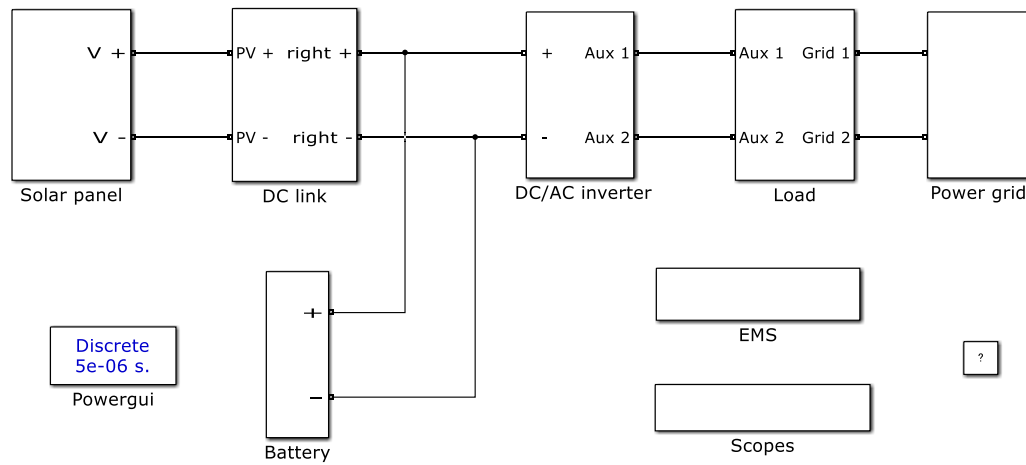 V +
V -
Solar panel
PV +
right +
PV -
right -
DC link
+
Aux 1
-
Aux 2
DC/AC inverter
Aux 1
Grid 1
Aux 2
Grid 2
Load
Power grid
Discrete
5e-06 s.
Powergui
+
−
Battery
EMS
Scopes
?